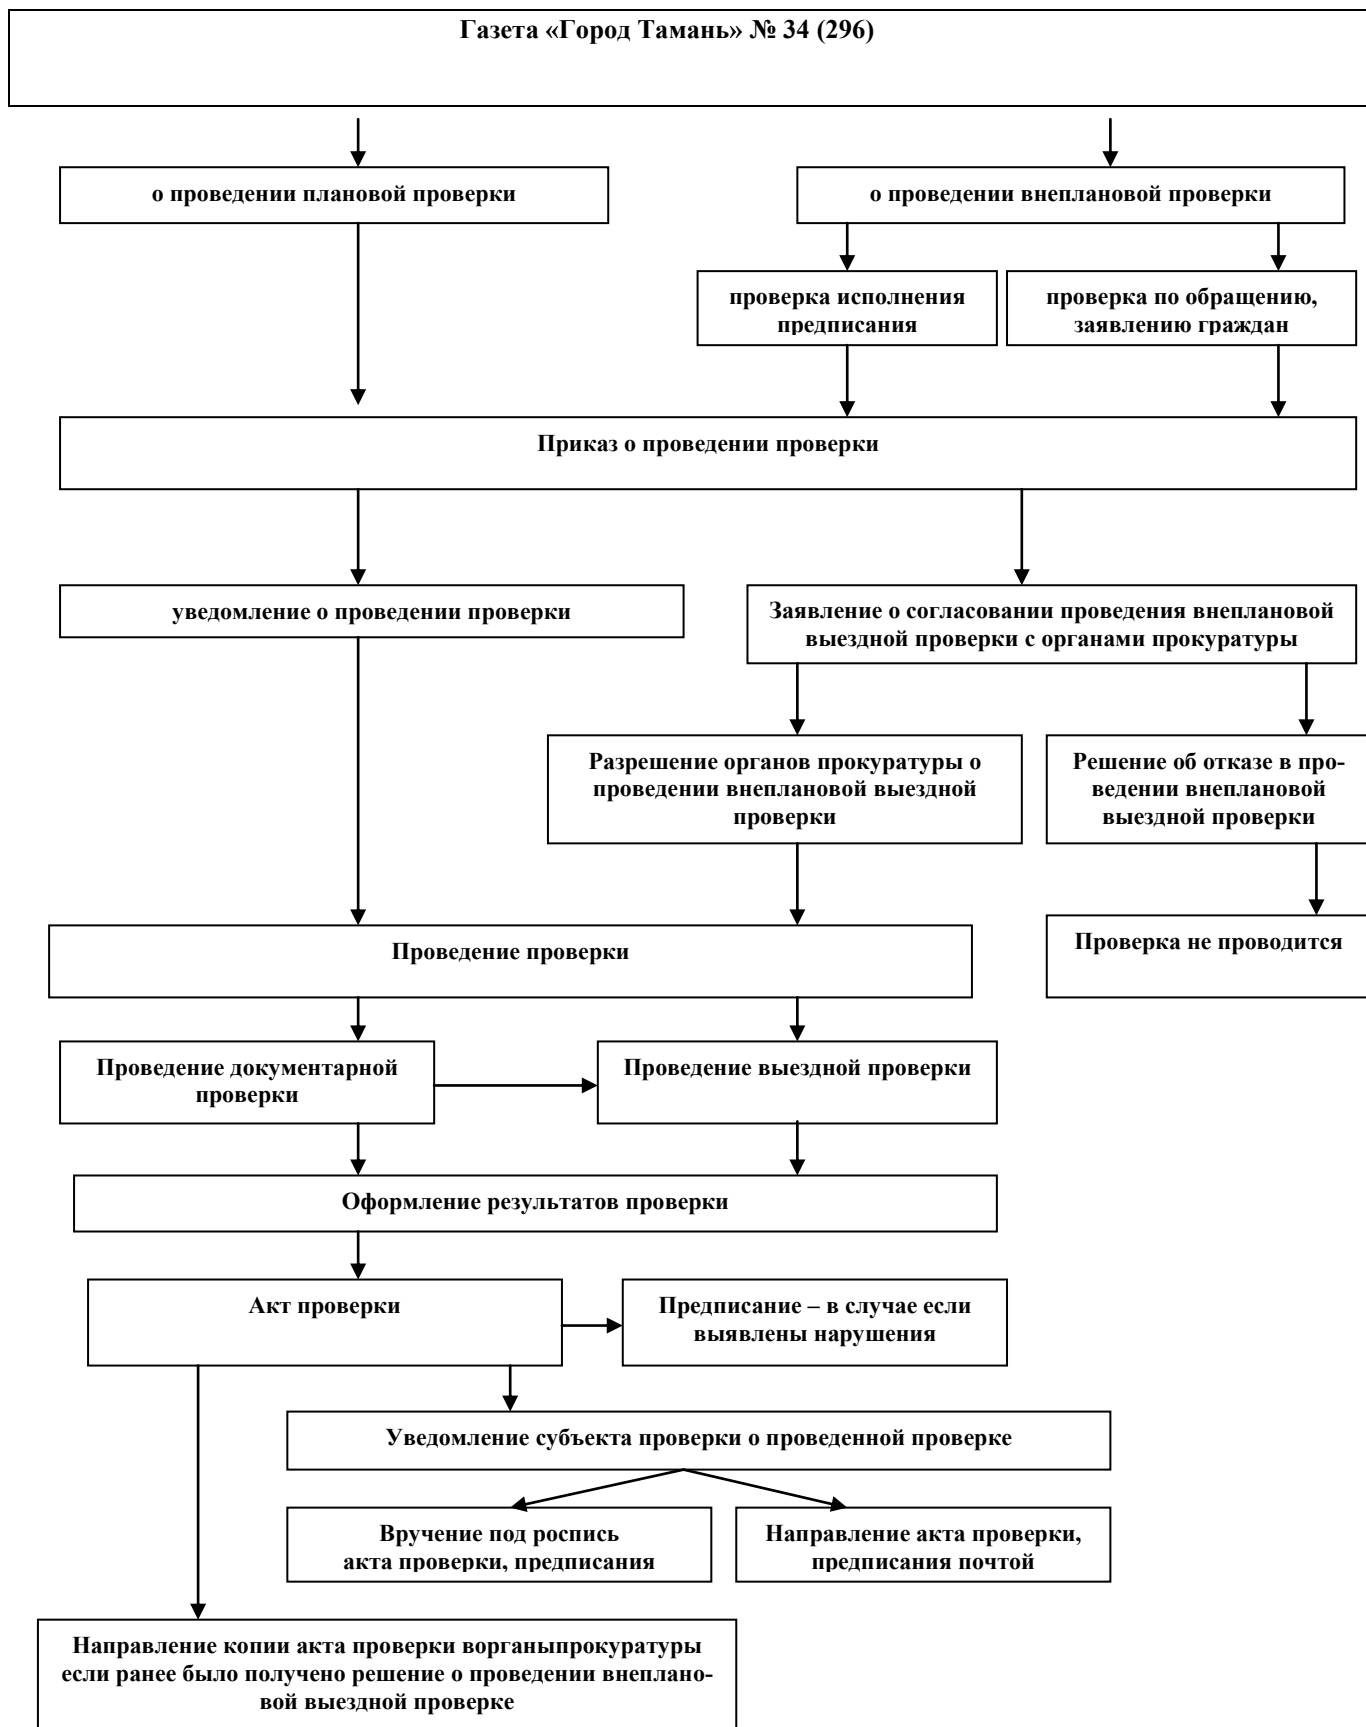 Газета «Город Тамань» № 34 (296)
о проведении плановой проверки
о проведении внеплановой проверки
проверка исполнения
предписания
проверка по обращению,
заявлению граждан
Приказ о проведении проверки
уведомление о проведении проверки
Заявление о согласовании проведения внеплановой
выездной проверки с органами прокуратуры
Разрешение органов прокуратуры о
проведении внеплановой выездной
проверки
Решение об отказе в про-
ведении внеплановой
выездной проверки
Проведение проверки
Проверка не проводится
Проведение документарной
проверки
Проведение выездной проверки
Оформление результатов проверки
Акт проверки
Предписание – в случае если
выявлены нарушения
Уведомление субъекта проверки о проведенной проверке
Вручение под роспись
акта проверки, предписания
Направление акта проверки,
предписания почтой
Направление копии акта проверки ворганыпрокуратуры
если ранее было получено решение о проведении внеплано-
вой выездной проверке